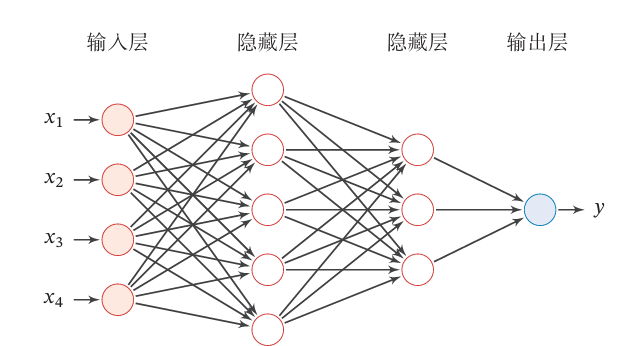 输入层 隐藏层 隐藏层 输出层
x₁
x₂
x₃
x₄
y